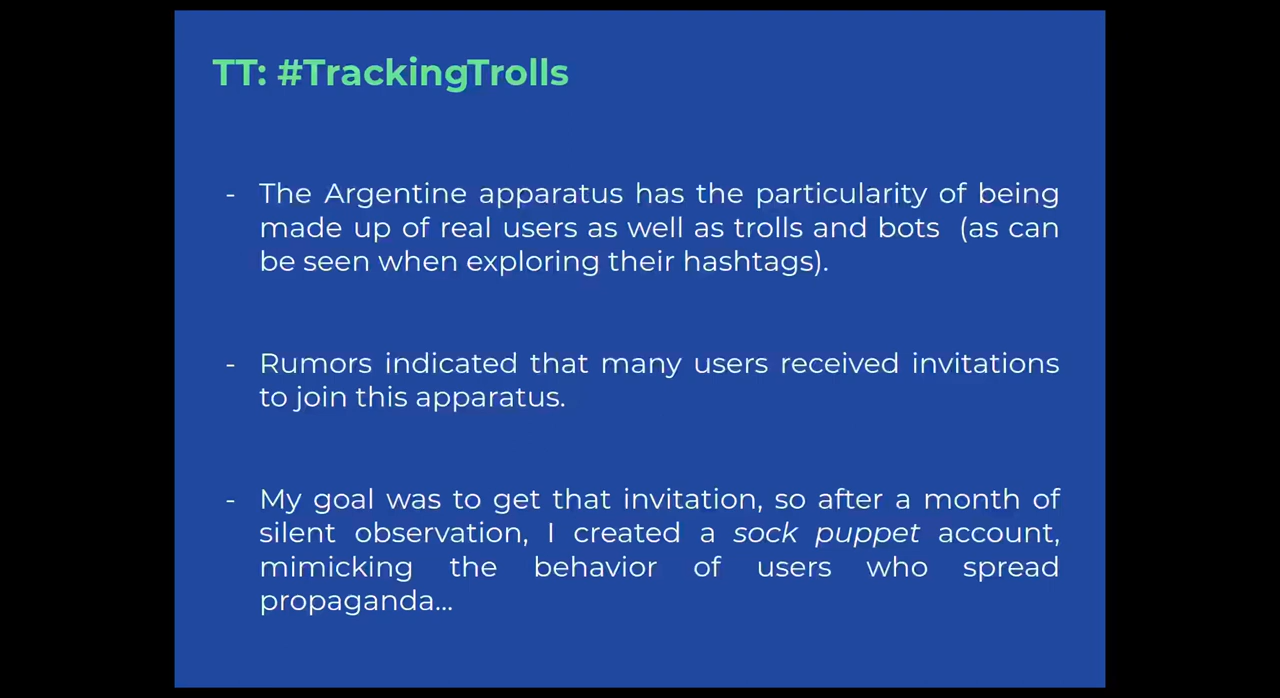 TT: #TrackingTrolls
- The Argentine apparatus has the particularity of being
made up of real users as well as trolls and bots (as can
be seen when exploring their hashtags).
- Rumors indicated that many users received invitations
to join this apparatus.
- My goal was to get that invitation, so after a month of
silent observation, I created a sock puppet account,
mimicking the behavior of users who spread
propaganda...